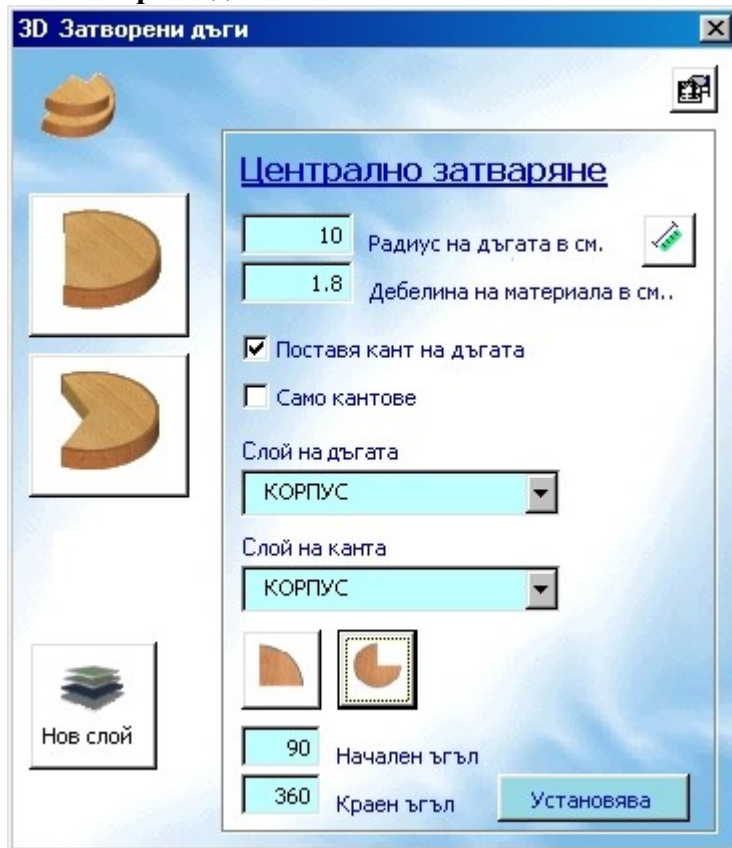 3D Затворени дъги
Централно затваряне
10 Радиус на дъгата в см.
1.8 Дебелина на материала в см..
Поставя кант на дъгата
Само кантове
Слой на дъгата
КОРПУС
Слой на канта
КОРПУС
Нов слой
90 Начален ъгъл
360 Краен ъгъл
Установява